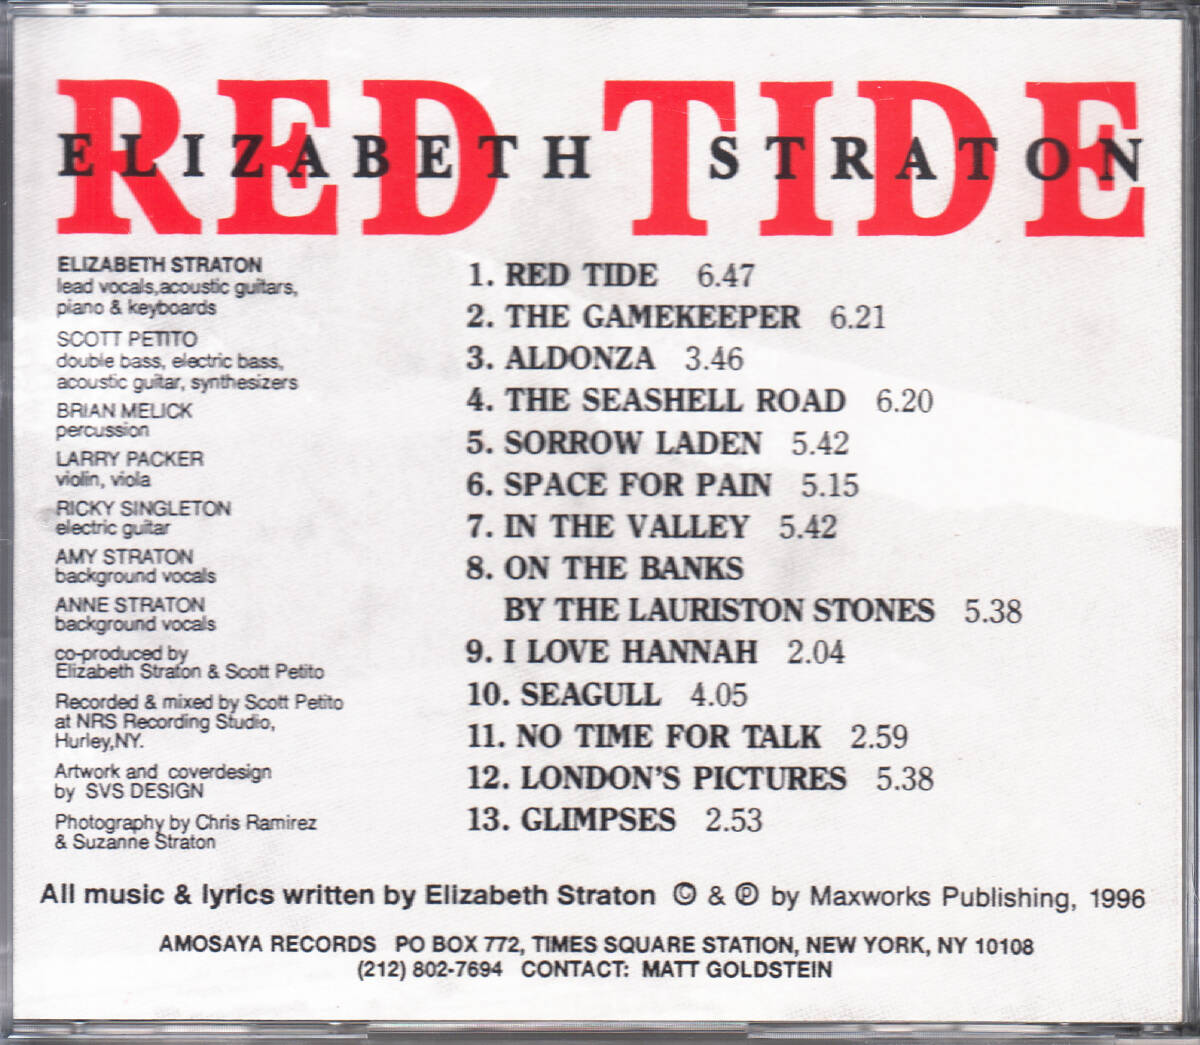 RED TIDE
ELIZABETH STRATON
ELIZABETH STRATON
lead vocals,acoustic guitars,
piano & keyboards
SCOTT PETITO
double bass, electric bass,
acoustic guitar, synthesizers
BRIAN MELICK
percussion
LARRY PACKER
violin, viola
RICKY SINGLETON
electric guitar
AMY STRATON
background vocals
ANNE STRATON
background vocals
co-produced by
Elizabeth Straton & Scott Petito
Recorded & mixed by Scott Petito
at NRS Recording Studio,
Hurley,NY.
Artwork and coverdesign
by SVS DESIGN
Photography by Chris Ramirez
& Suzanne Straton
1. RED TIDE 6.47
2. THE GAMEKEEPER 6.21
3. ALDONZA 3.46
4. THE SEASHELL ROAD 6.20
5. SORROW LADEN 5.42
6. SPACE FOR PAIN 5.15
7. IN THE VALLEY 5.42
8. ON THE BANKS
BY THE LAURISTON STONES 5.38
9. I LOVE HANNAH 2.04
10. SEAGULL 4.05
11. NO TIME FOR TALK 2.59
12. LONDON'S PICTURES 5.38
13. GLIMPSES 2.53
All music & lyrics written by Elizabeth Straton © & ℗ by Maxworks Publishing, 1996
AMOSAYA RECORDS PO BOX 772, TIMES SQUARE STATION, NEW YORK, NY 10108
(212) 802-7694 CONTACT: MATT GOLDSTEIN